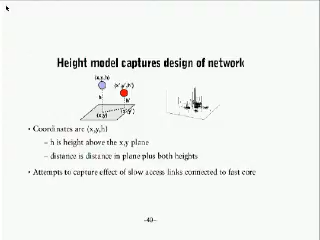 Height model captures design of network
(x,y,h)
(x',y',h')
h
h'
(x',y')
(x,y)
• Coordinates are (x,y,h)
– h is height above the x,y plane
– distance is distance in plane plus both heights
• Attempts to capture effect of slow access links connected to fast core
–40–